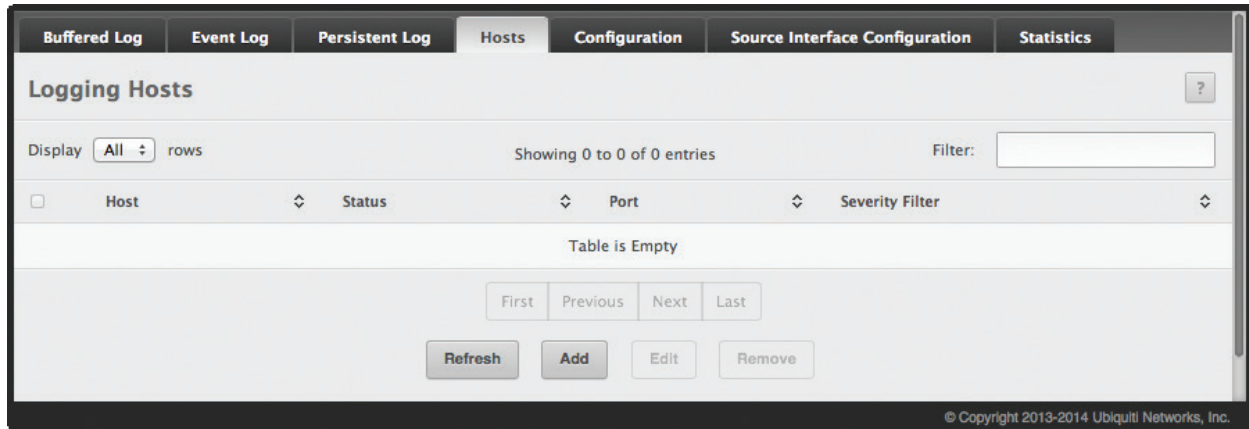 Buffered Log Event Log Persistent Log Hosts Configuration Source Interface Configuration Statistics
Logging Hosts ?
Display All rows Showing 0 to 0 of 0 entries Filter:
Host Status Port Severity Filter
Table is Empty
First Previous Next Last
Refresh Add Edit Remove
© Copyright 2013-2014 Ubiquiti Networks, Inc.